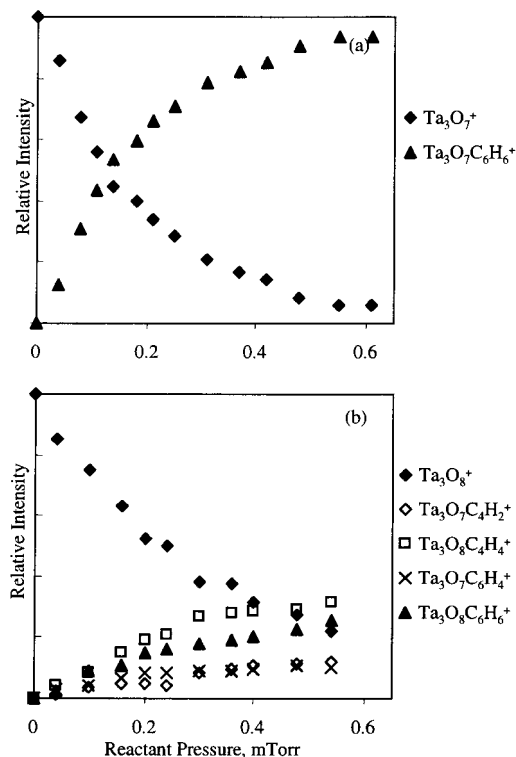 (a)
Relative Intensity
Ta₃O₇⁺
Ta₃O₇C₆H₆⁺
0 0.2 0.4 0.6
(b)
Relative Intensity
Ta₃O₈⁺
Ta₃O₇C₄H₂⁺
Ta₃O₈C₄H₄⁺
Ta₃O₇C₆H₄⁺
Ta₃O₈C₆H₆⁺
0 0.2 0.4 0.6
Reactant Pressure, mTorr